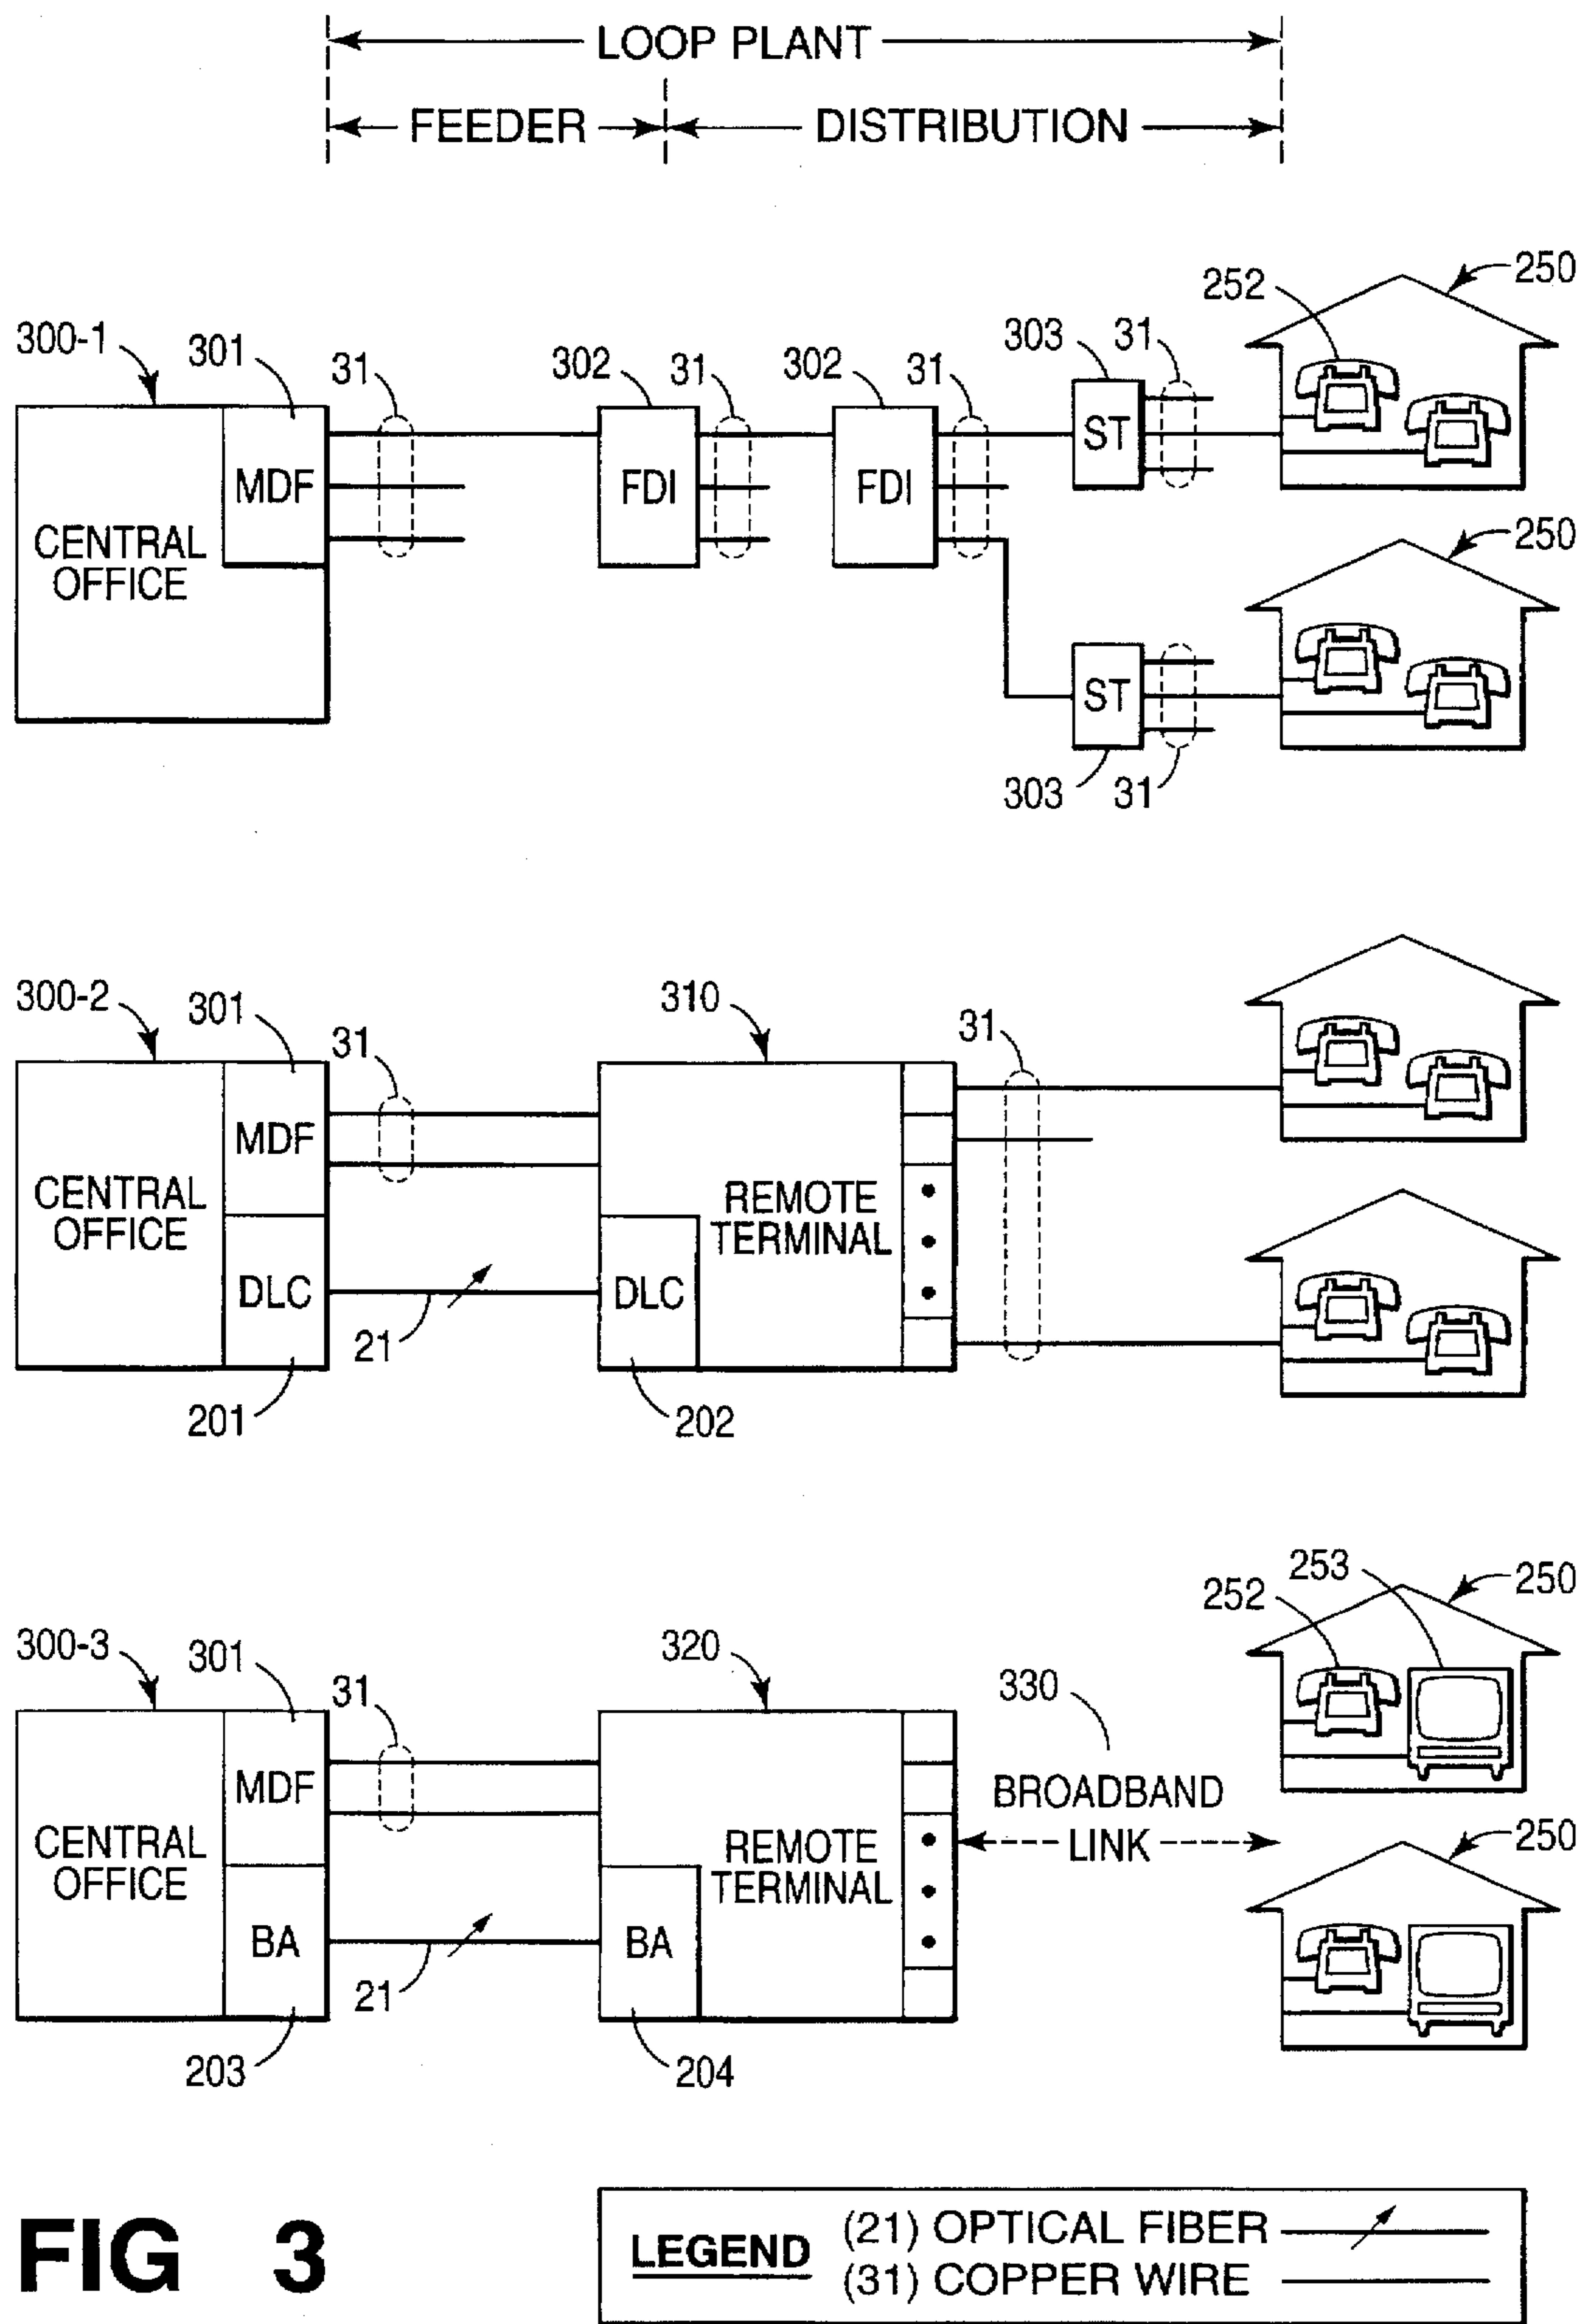 LOOP PLANT
FEEDER DISTRIBUTION
252 250
300-1 301 31 302 31 302 31 303 31
MDF FDI FDI ST
CENTRAL
OFFICE
250
ST
303 31
300-2 301 31 310 31
MDF
CENTRAL
OFFICE
REMOTE
TERMINAL
DLC DLC
21
201 202
252 253 250
300-3 301 31 320 330
MDF
BROADBAND
LINK
CENTRAL
OFFICE
REMOTE
TERMINAL
250
BA BA
21
203 204
FIG 3
LEGEND
(21) OPTICAL FIBER
(31) COPPER WIRE